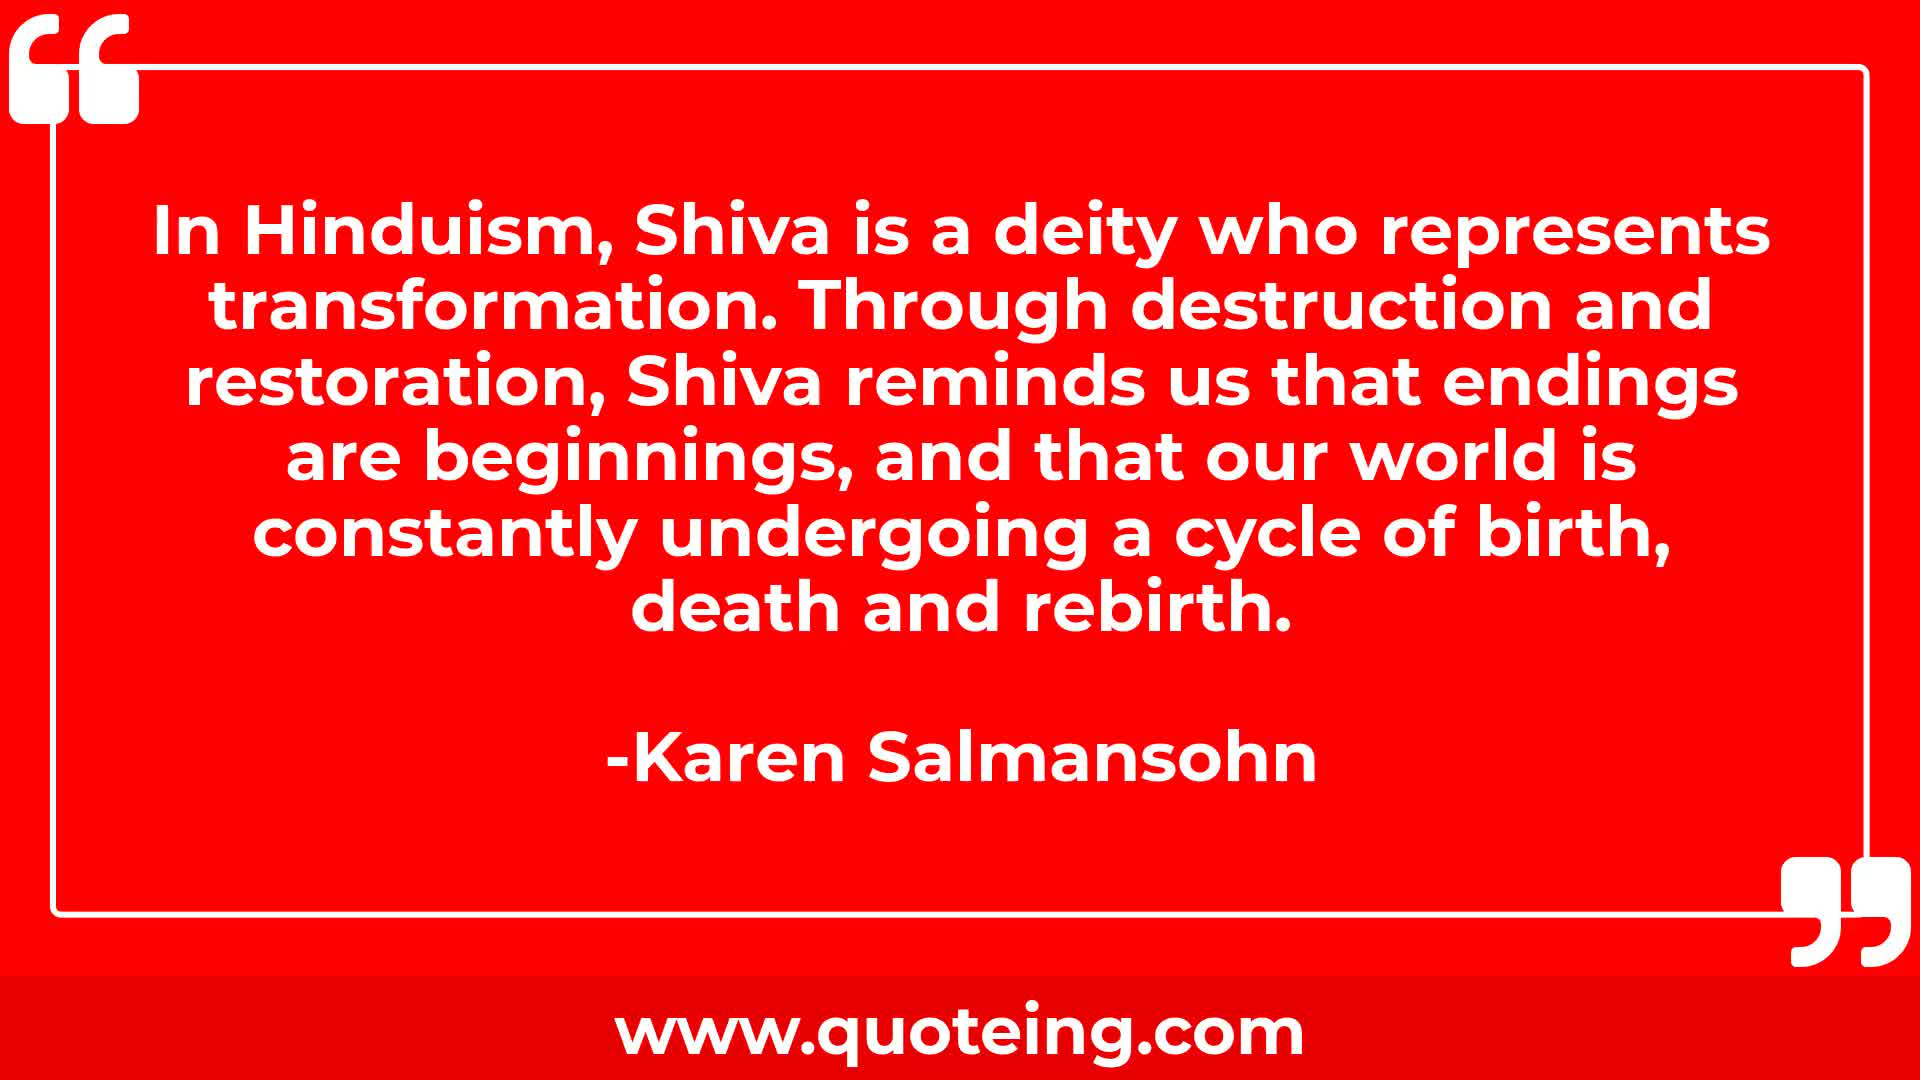 In Hinduism, Shiva is a deity who represents
transformation. Through destruction and
restoration, Shiva reminds us that endings
are beginnings, and that our world is
constantly undergoing a cycle of birth,
death and rebirth.
-Karen Salmansohn
www.quoteing.com